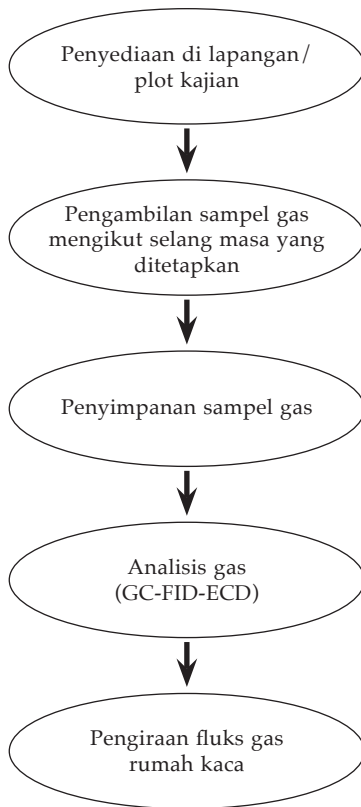 Penyediaan di lapangan/
plot kajian
Pengambilan sampel gas
mengikut selang masa yang
ditetapkan
Penyimpanan sampel gas
Analisis gas
(GC-FID-ECD)
Pengiraan fluks gas
rumah kaca